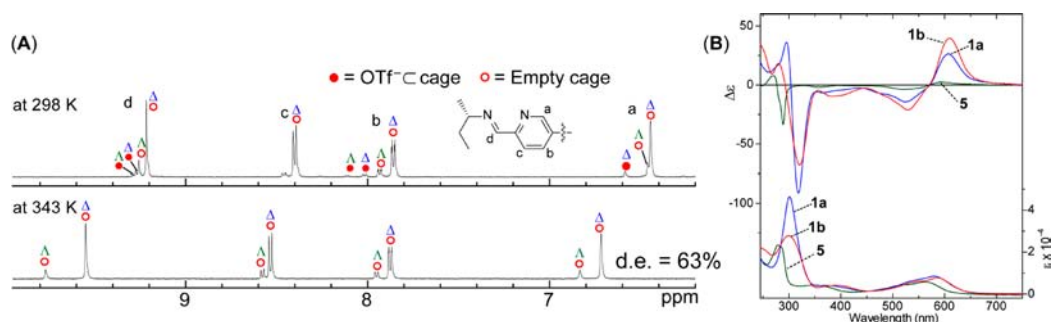 (A)
= OTf⁻⊂ cage = Empty cage
at 298 K
d c b a
Δ Δ Δ Δ
Λ Δ Λ Λ Δ Λ Δ Λ
N N a
d
c b
at 343 K
Λ Δ Λ Δ Λ Δ Λ Δ
d.e. = 63%
9 8 7 ppm
(B)
Δε
50
0
-50
-100
1b 1a
5
1a
1b
5
4
2
0
ε x 10⁻⁴
300 400 500 600 700
Wavelength (nm)